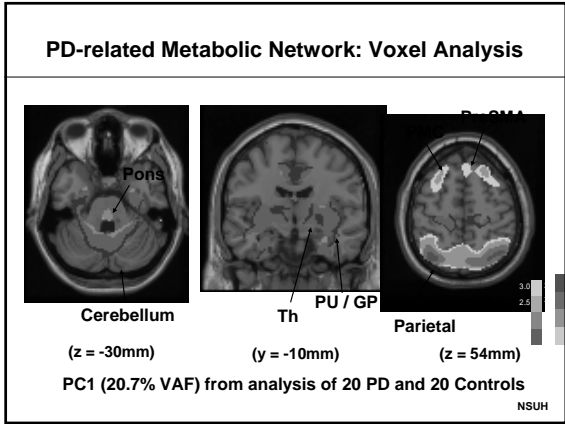 PD-related Metabolic Network: Voxel Analysis
PreSMA
PMC
Pons
Cerebellum
Th
PU / GP
Parietal
3.0
2.5
(z = -30mm)
(y = -10mm)
(z = 54mm)
PC1 (20.7% VAF) from analysis of 20 PD and 20 Controls
NSUH